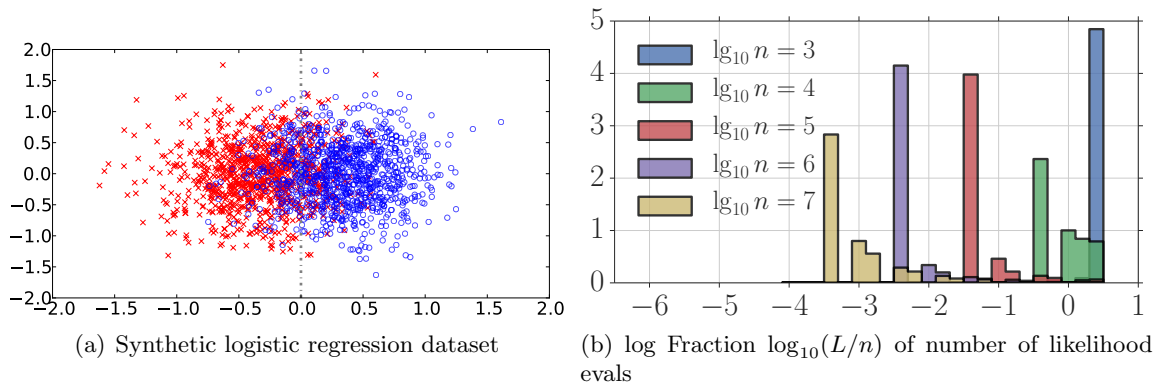 2.0
1.5
1.0
0.5
0.0
−0.5
−1.0
−1.5
−2.0
−2.0 −1.5 −1.0 −0.5 0.0 0.5 1.0 1.5 2.0
(a) Synthetic logistic regression dataset
5
4
3
2
1
0
lg₁₀ n = 3
lg₁₀ n = 4
lg₁₀ n = 5
lg₁₀ n = 6
lg₁₀ n = 7
−6 −5 −4 −3 −2 −1 0 1
(b) log Fraction log₁₀(L/n) of number of likelihood
evals